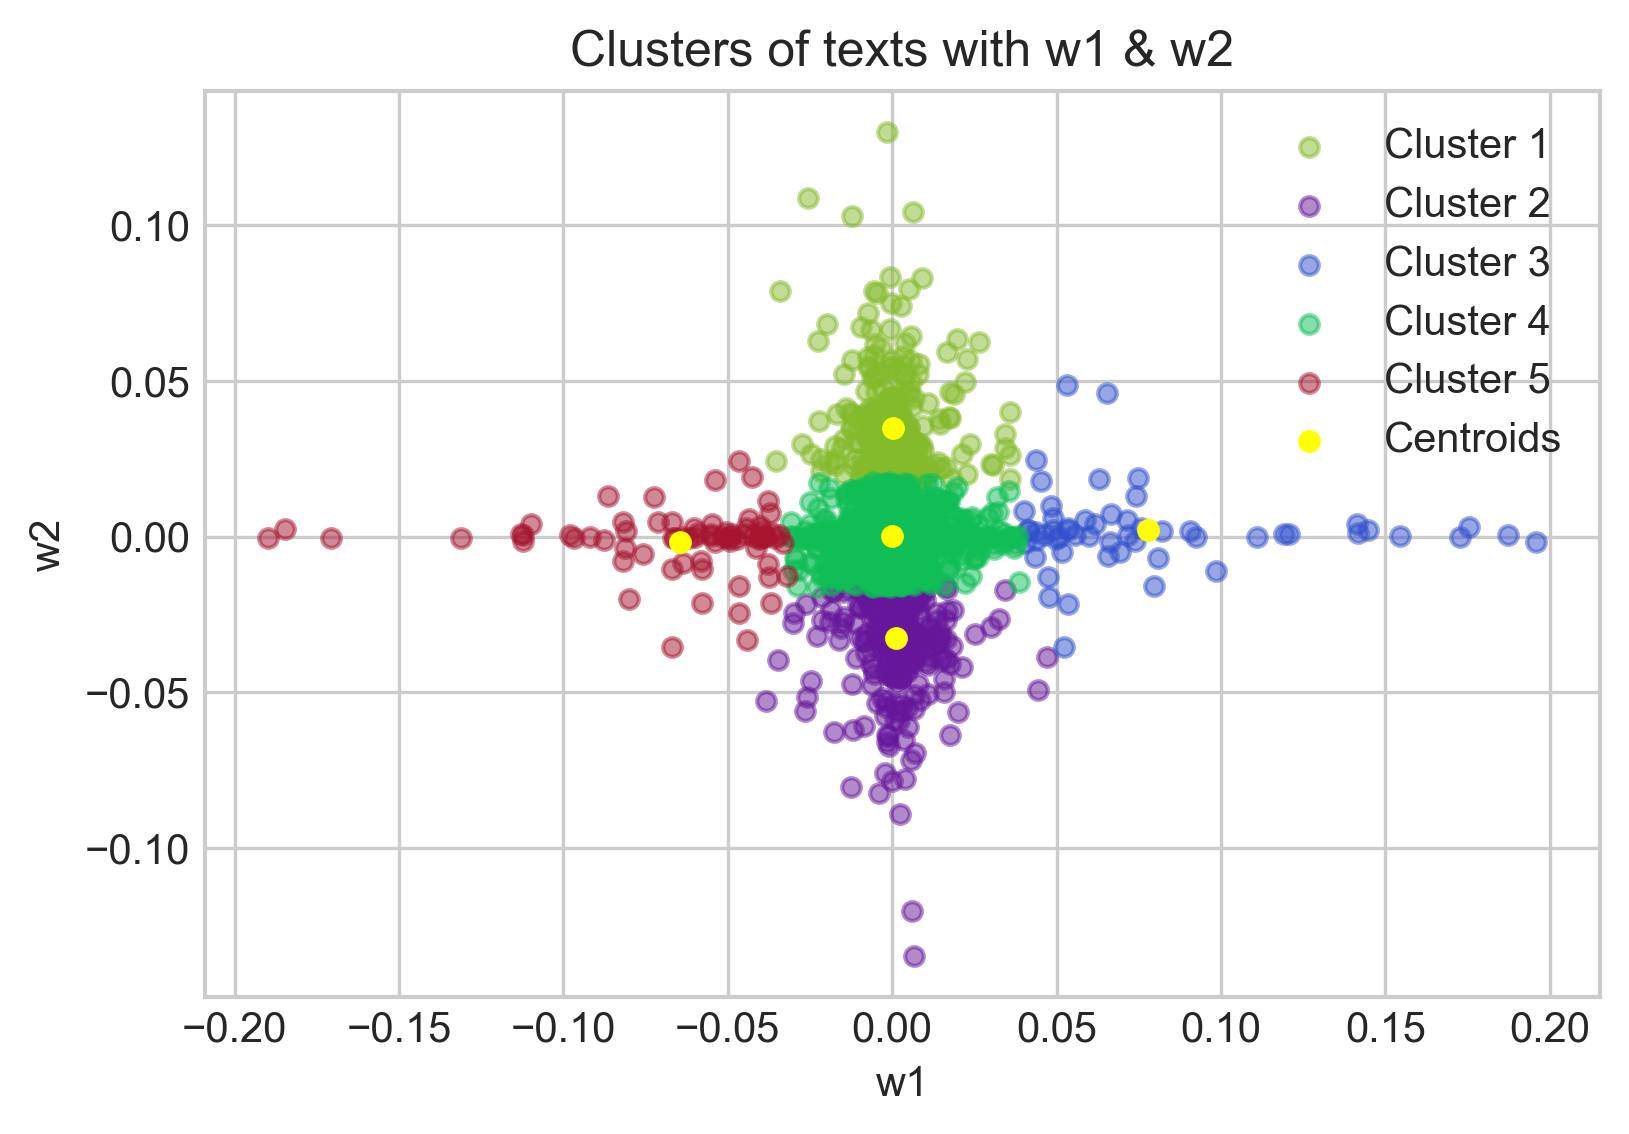 Clusters of texts with w1 & w2
Cluster 1
Cluster 2
Cluster 3
Cluster 4
Cluster 5
Centroids
0.10
0.05
0.00
−0.05
−0.10
w2
−0.20 −0.15 −0.10 −0.05 0.00 0.05 0.10 0.15 0.20
w1